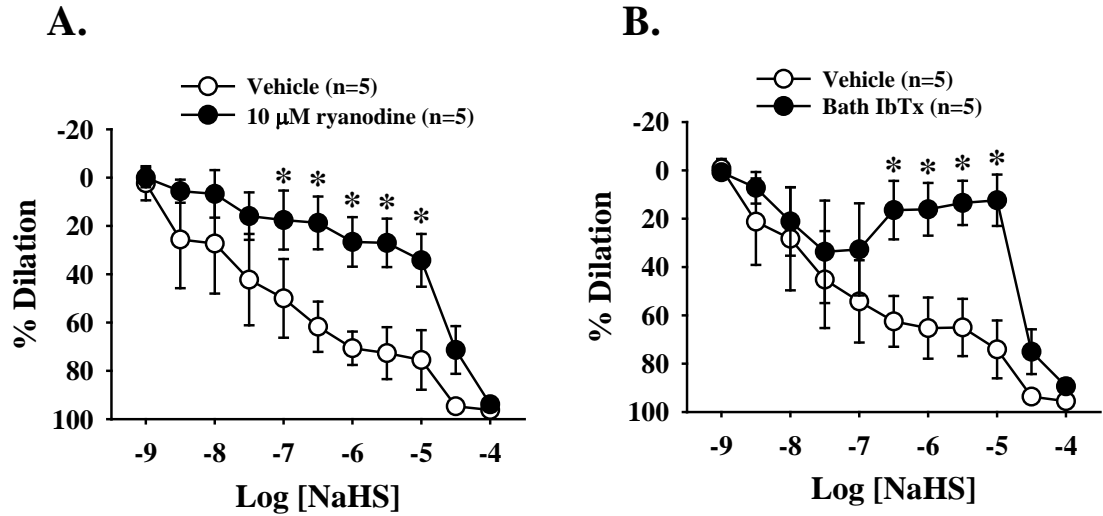 A.
Vehicle (n=5)
10 μM ryanodine (n=5)
% Dilation
-20
0
20
40
60
80
100
* * * * *
-9 -8 -7 -6 -5 -4
Log [NaHS]
B.
Vehicle (n=5)
Bath IbTx (n=5)
% Dilation
-20
0
20
40
60
80
100
* * * *
-9 -8 -7 -6 -5 -4
Log [NaHS]